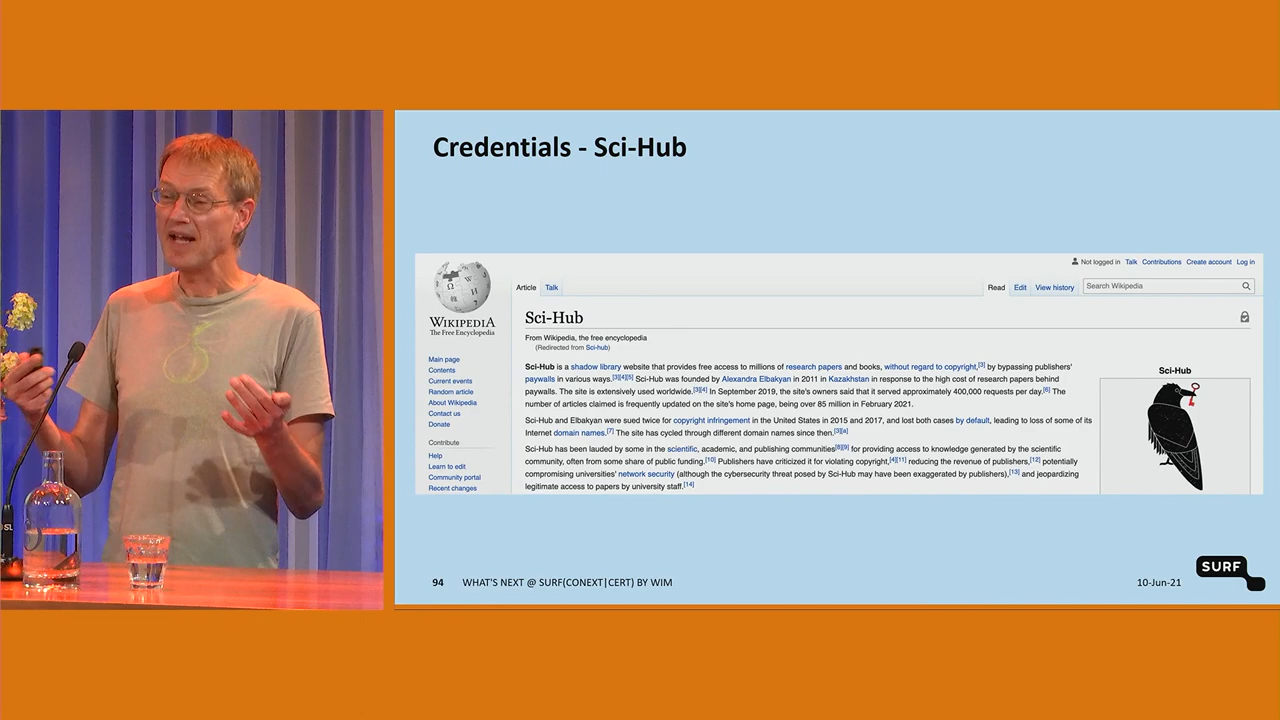 Credentials - Sci-Hub
Not logged in Talk Contributions Create account Log in
Article Talk
Read Edit View history
Search Wikipedia
WIKIPEDIA
The Free Encyclopedia
Main page
Contents
Current events
Random article
About Wikipedia
Contact us
Donate
Contribute
Help
Learn to edit
Community portal
Recent changes
Sci-Hub
From Wikipedia, the free encyclopedia
(Redirected from Sci-hub)
Sci-Hub is a shadow library website that provides free access to millions of research papers and books, without regard to copyright,[3] by bypassing publishers'
paywalls in various ways.[3][4][5] Sci-Hub was founded by Alexandra Elbakyan in 2011 in Kazakhstan in response to the high cost of research papers behind
paywalls. The site is extensively used worldwide.[3][4] In September 2019, the site's owners said that it served approximately 400,000 requests per day.[6] The
number of articles claimed is frequently updated on the site's home page, being over 85 million in February 2021.
Sci-Hub and Elbakyan were sued twice for copyright infringement in the United States in 2015 and 2017, and lost both cases by default, leading to loss of some of its
Internet domain names.[7] The site has cycled through different domain names since then.[3][a]
Sci-Hub has been lauded by some in the scientific, academic, and publishing communities[8][9] for providing access to knowledge generated by the scientific
community, often from some share of public funding.[10] Publishers have criticized it for violating copyright,[4][11] reducing the revenue of publishers,[12] potentially
compromising universities' network security (although the cybersecurity threat posed by Sci-Hub may have been exaggerated by publishers),[13] and jeopardizing
legitimate access to papers by university staff.[14]
Sci-Hub
94 WHAT'S NEXT @ SURF(CONEXT|CERT) BY WIM
10-Jun-21
SURF